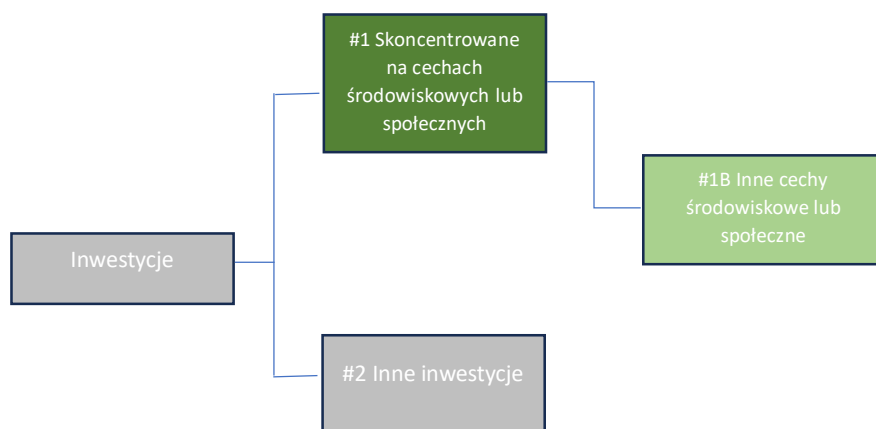 #1 Skoncentrowane
na cechach
środowiskowych lub
społecznych
#1B Inne cechy
środowiskowe lub
społeczne
Inwestycje
#2 Inne inwestycje